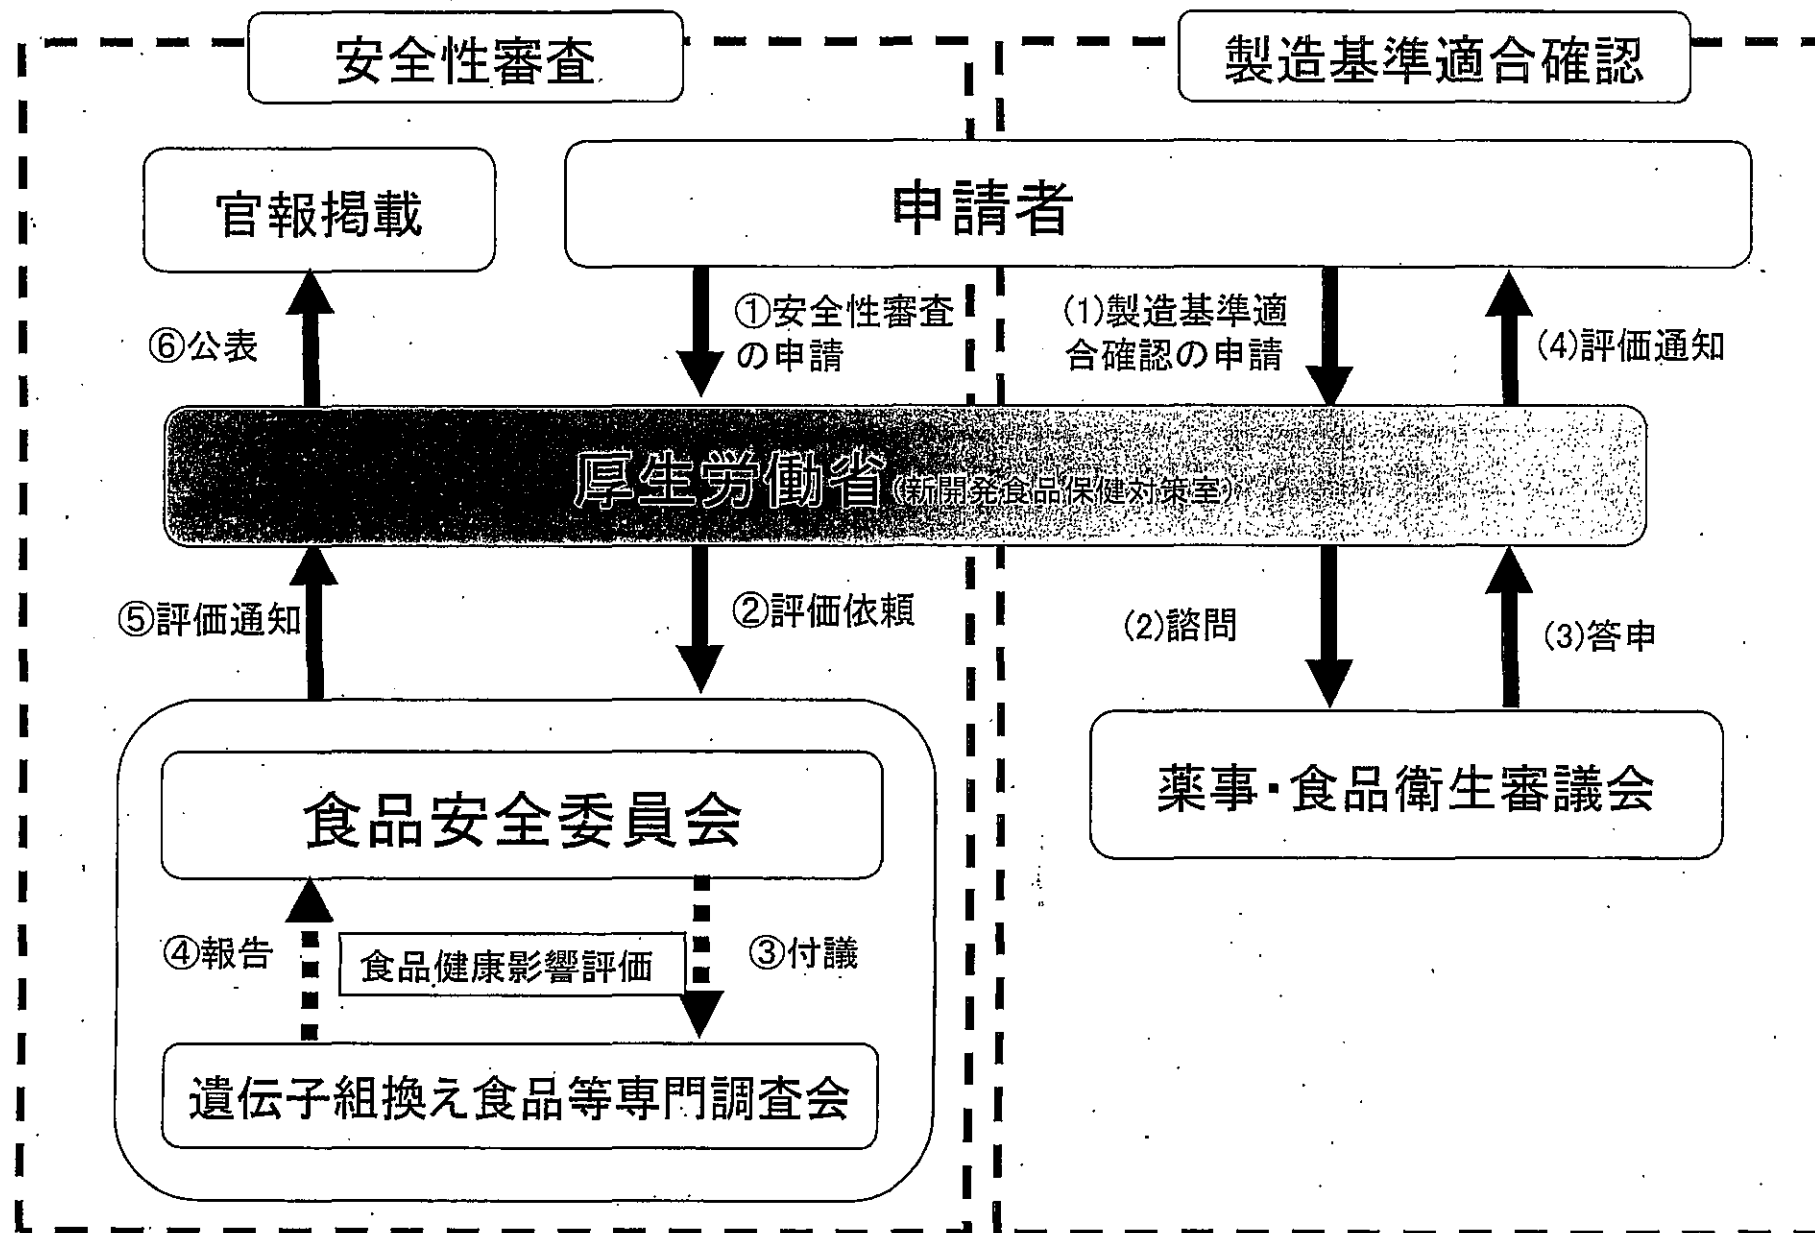 安全性審査
製造基準適合確認
官報掲載
申請者
⑥公表
①安全性審査
の申請
(1)製造基準適
合確認の申請
(4)評価通知
厚生労働省(新開発食品保健対策室)
⑤評価通知
②評価依頼
(2)諮問
(3)答申
食品安全委員会
薬事・食品衛生審議会
④報告
食品健康影響評価
③付議
遺伝子組換え食品等専門調査会